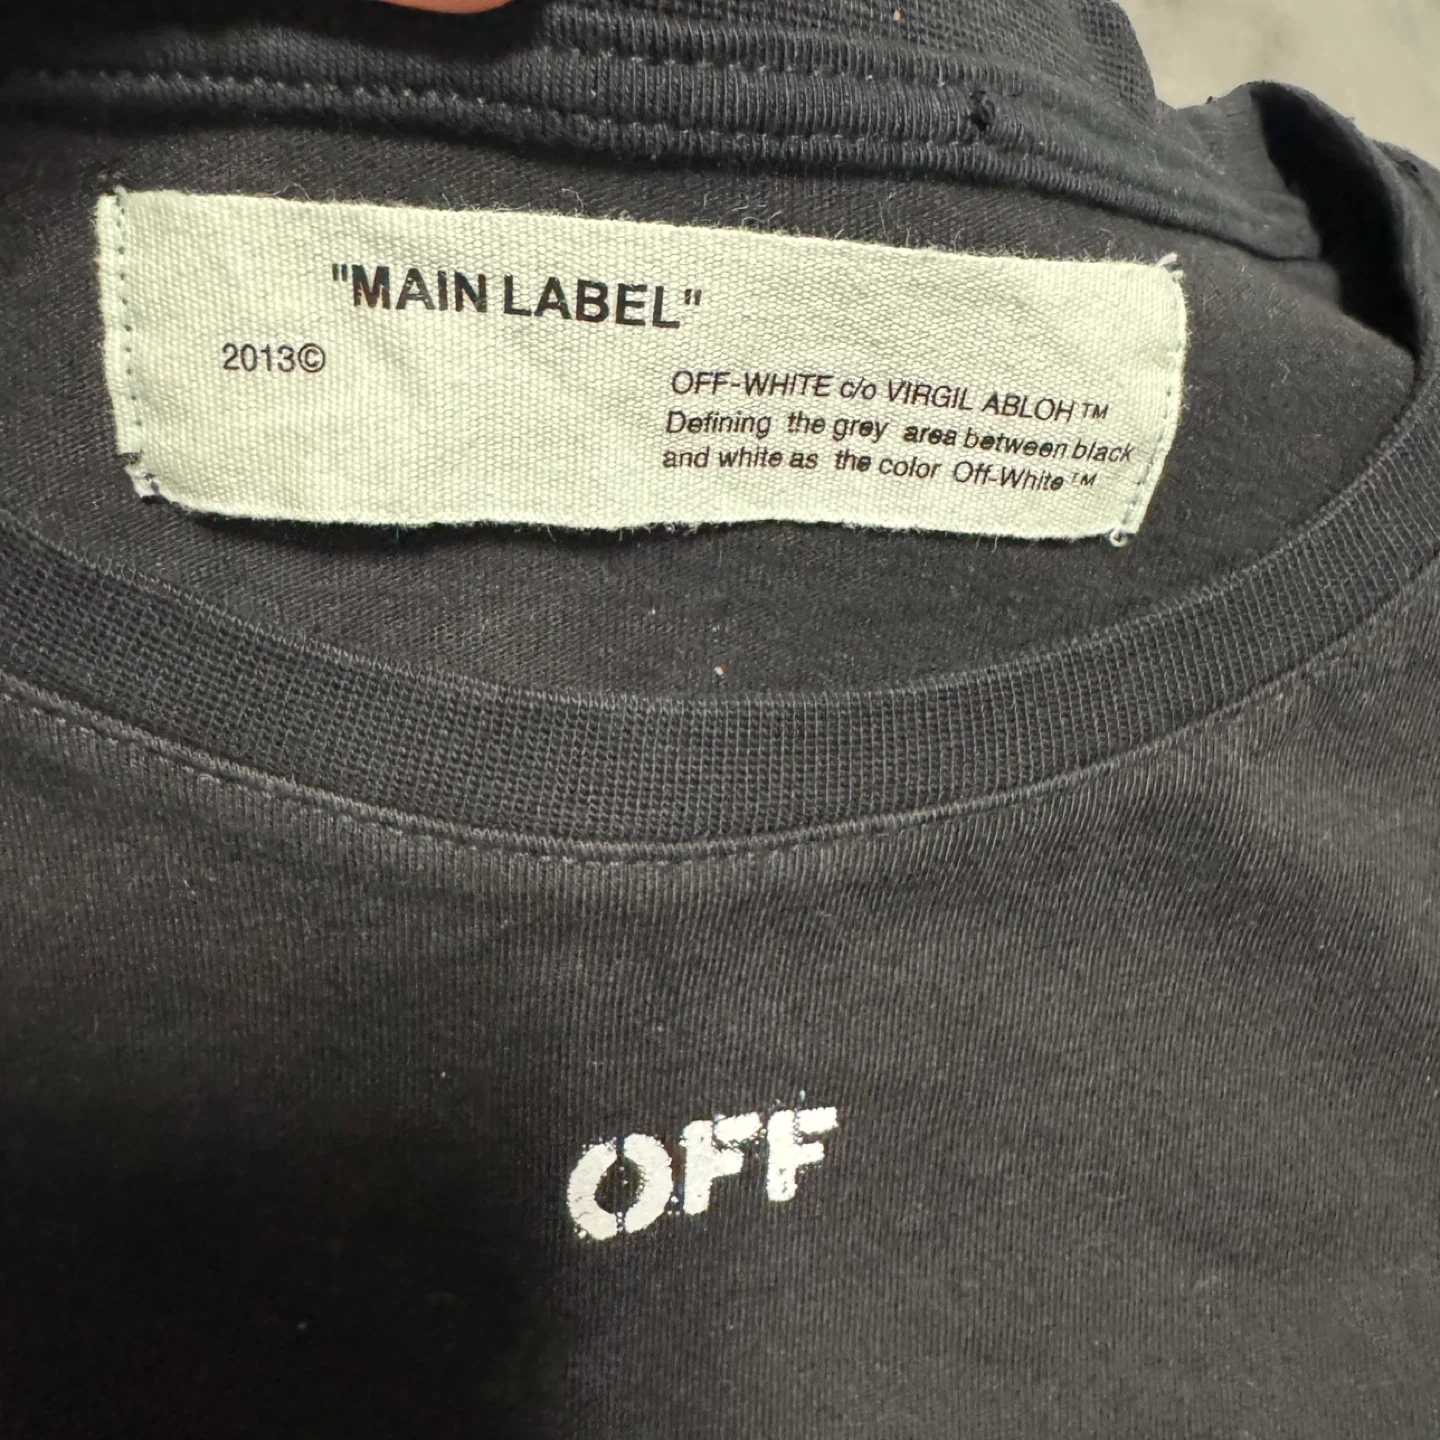 "MAIN LABEL"
2013©
OFF-WHITE c/o VIRGIL ABLOH™
Defining the grey area between black
and white as the color Off-White™
OFF